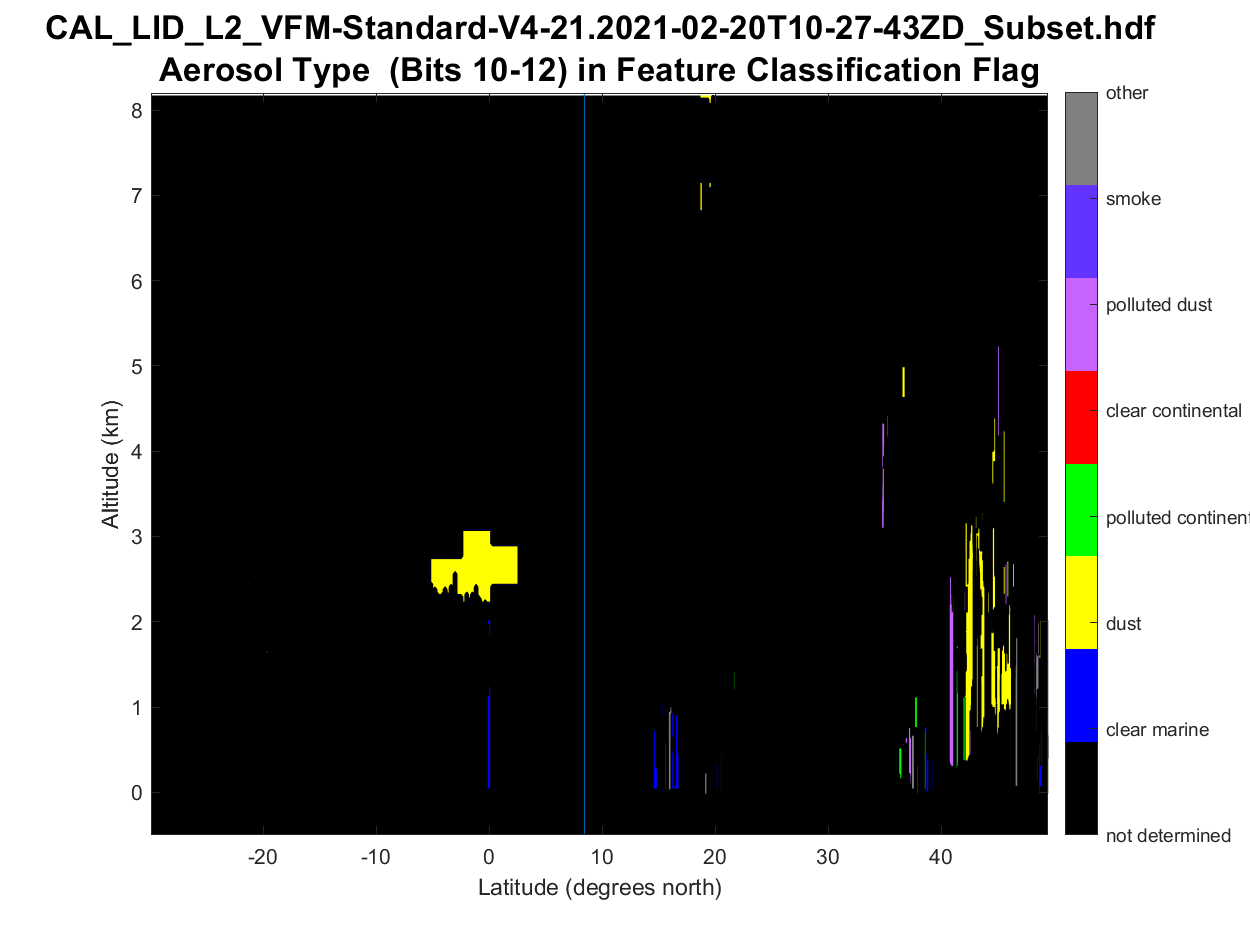 CAL_LID_L2_VFM-Standard-V4-21.2021-02-20T10-27-43ZD_Subset.hdf
Aerosol Type  (Bits 10-12) in Feature Classification Flag
8
7
6
5
4
3
2
1
0
Altitude (km)
-20
-10
0
10
20
30
40
Latitude (degrees north)
other
smoke
polluted dust
clear continental
polluted continent
dust
clear marine
not determined